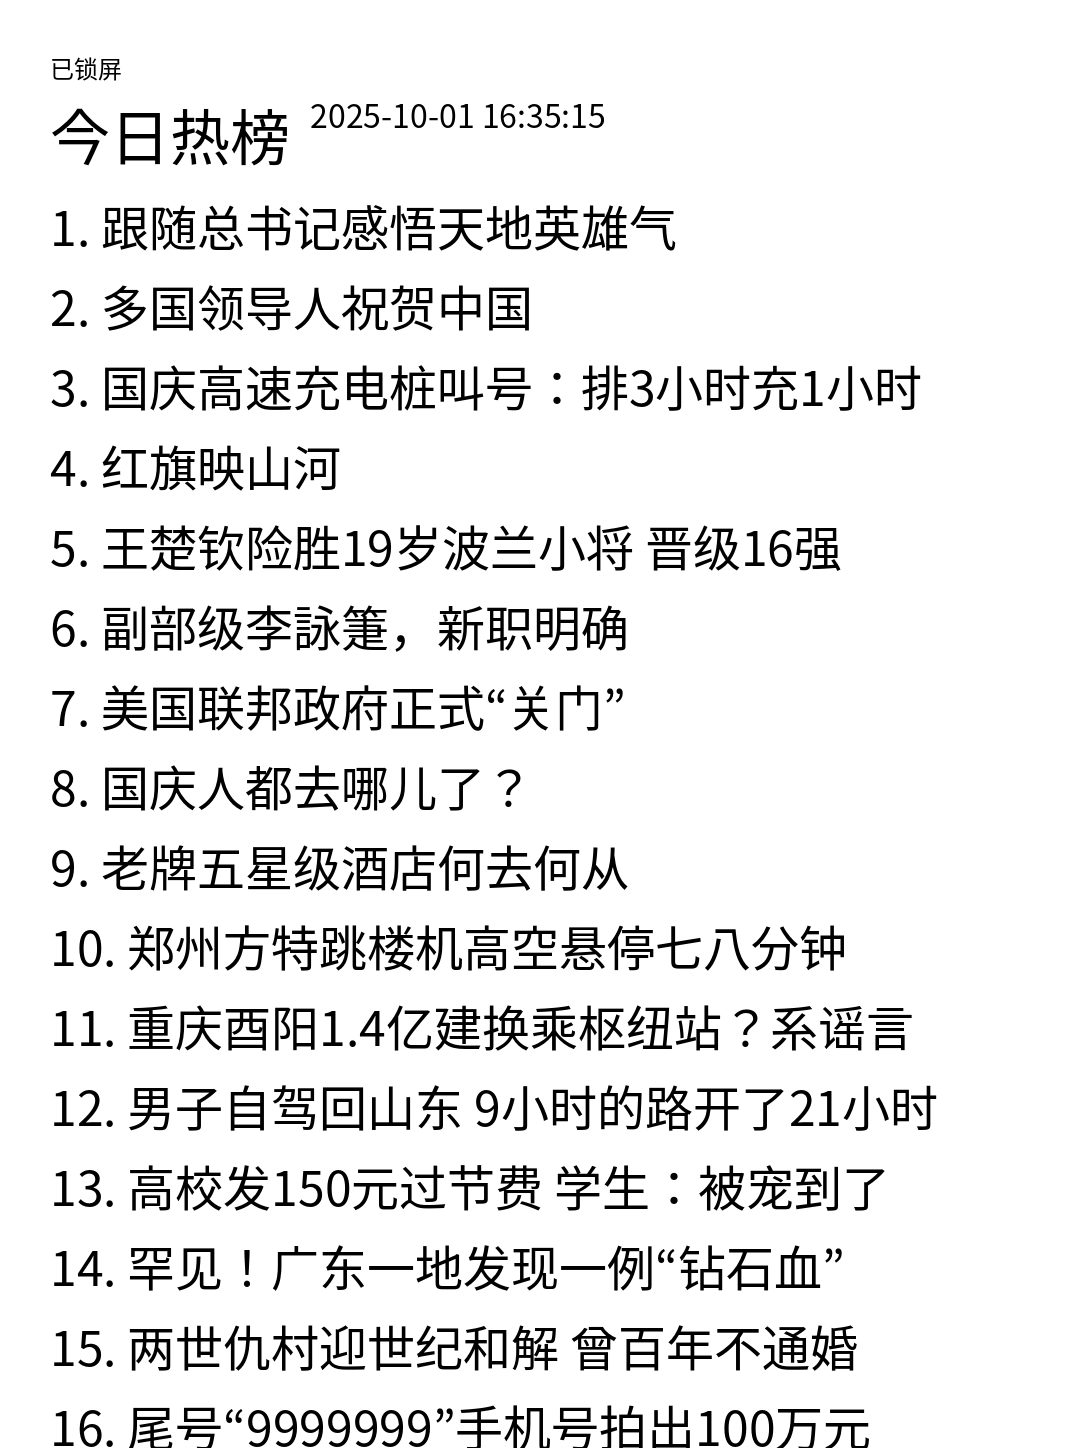 已锁屏
今日热榜 2025-10-01 16:35:15
1. 跟随总书记感悟天地英雄气
2. 多国领导人祝贺中国
3. 国庆高速充电桩叫号：排3小时充1小时
4. 红旗映山河
5. 王楚钦险胜19岁波兰小将 晋级16强
6. 副部级李詠箑，新职明确
7. 美国联邦政府正式“关门”
8. 国庆人都去哪儿了？
9. 老牌五星级酒店何去何从
10. 郑州方特跳楼机高空悬停七八分钟
11. 重庆酉阳1.4亿建换乘枢纽站？系谣言
12. 男子自驾回山东 9小时的路开了21小时
13. 高校发150元过节费 学生：被宠到了
14. 罕见！广东一地发现一例“钻石血”
15. 两世仇村迎世纪和解 曾百年不通婚
16. 尾号“9999999”手机号拍出100万元